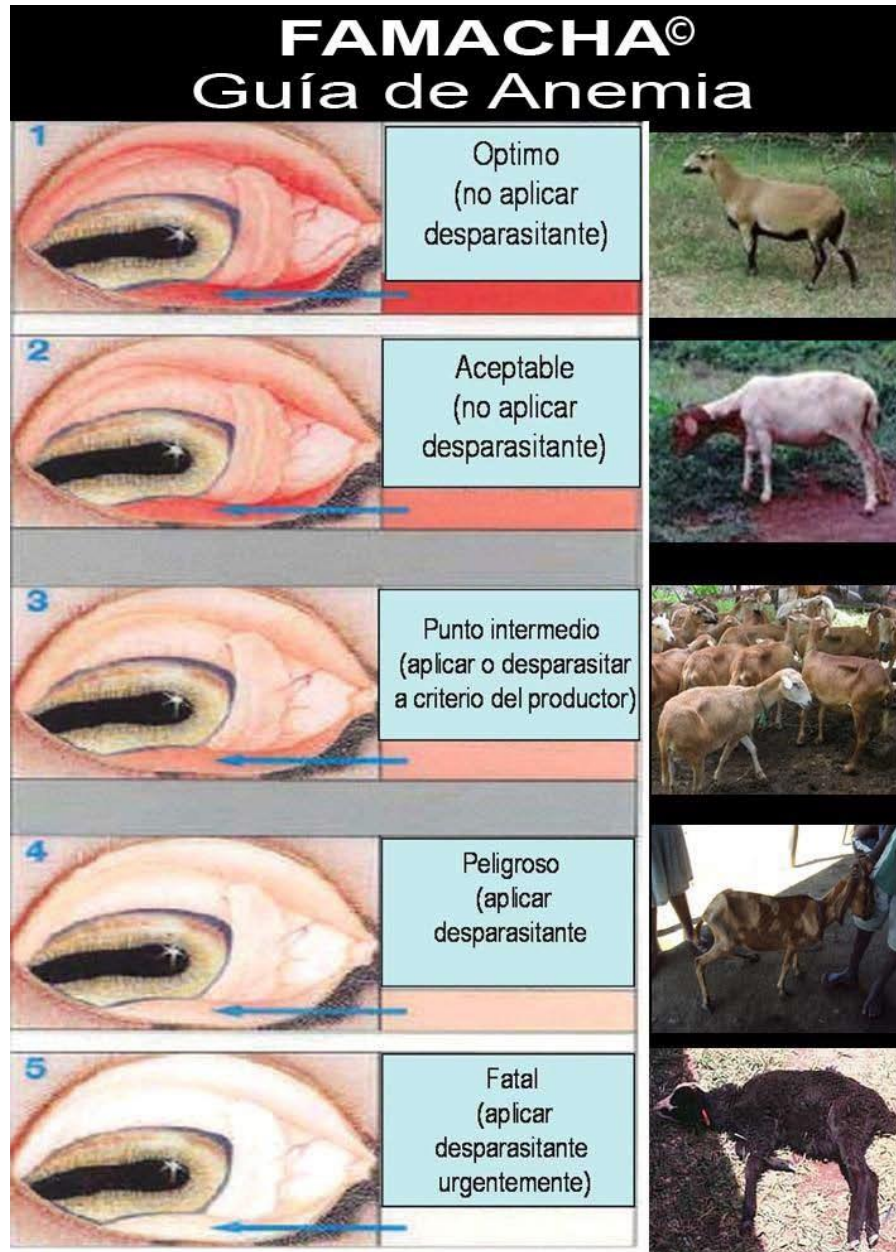 FAMACHA©
Guía de Anemia
1
Optimo
(no aplicar
desparasitante)
2
Aceptable
(no aplicar
desparasitante)
3
Punto intermedio
(aplicar o desparasitar
a criterio del productor)
4
Peligroso
(aplicar
desparasitante
5
Fatal
(aplicar
desparasitante
urgentemente)